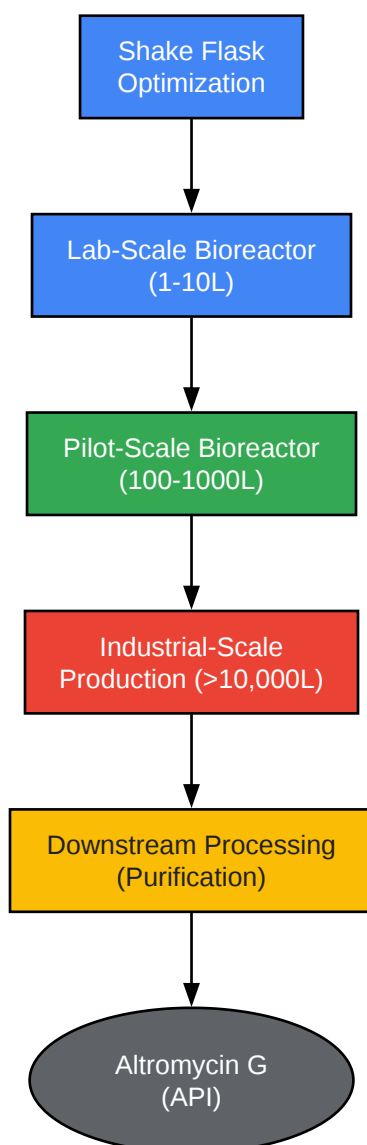 Shake Flask
Optimization
Lab-Scale Bioreactor
(1-10L)
Pilot-Scale Bioreactor
(100-1000L)
Industrial-Scale
Production (>10,000L)
Downstream Processing
(Purification)
Altromycin G
(API)